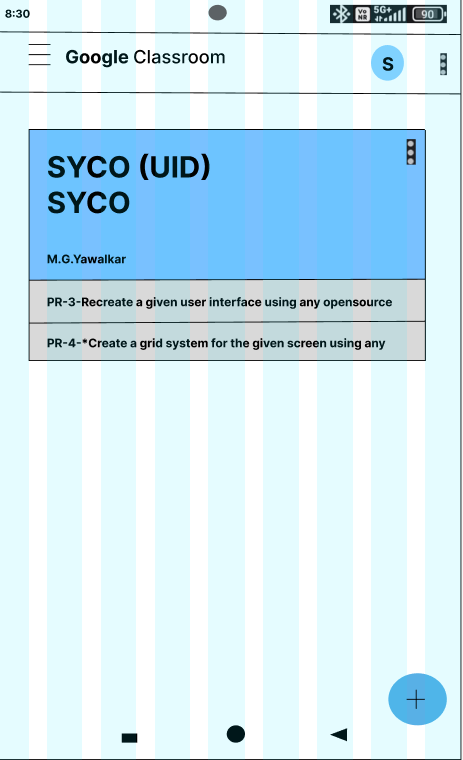 8:30
Vo
NR
5G+
90
Google Classroom
S
SYCO (UID)
SYCO
M.G.Yawalkar
PR-3-Recreate a given user interface using any opensource
PR-4-*Create a grid system for the given screen using any